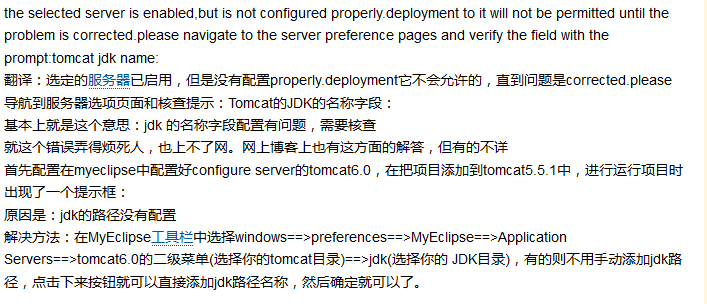 the selected server is enabled,but is not configured properly.deployment to it will not be permitted until the
problem is corrected.please navigate to the server preference pages and verify the field with the
prompt:tomcat jdk name:
翻译：选定的服务器已启用，但是没有配置properly.deployment它不会允许的，直到问题是corrected.please
导航到服务器选项页面和核查提示：Tomcat的JDK的名称字段：
基本上就是这个意思：jdk 的名称字段配置有问题，需要核查
就这个错误弄得烦死人，也上不了网。网上博客上也有这方面的解答，但有的不详
首先配置在myeclipse中配置好configure server的tomcat6.0，在把项目添加到tomcat5.5.1中，进行运行项目时
出现了一个提示框：
原因是：jdk的路径没有配置
解决方法：在MyEclipse工具栏中选择windows==>preferences==>MyEclipse==>Application
Servers==>tomcat6.0的二级菜单(选择你的tomcat目录)==>jdk(选择你的 JDK目录)，有的则不用手动添加jdk路
径，点击下来按钮就可以直接添加jdk路径名称，然后确定就可以了。